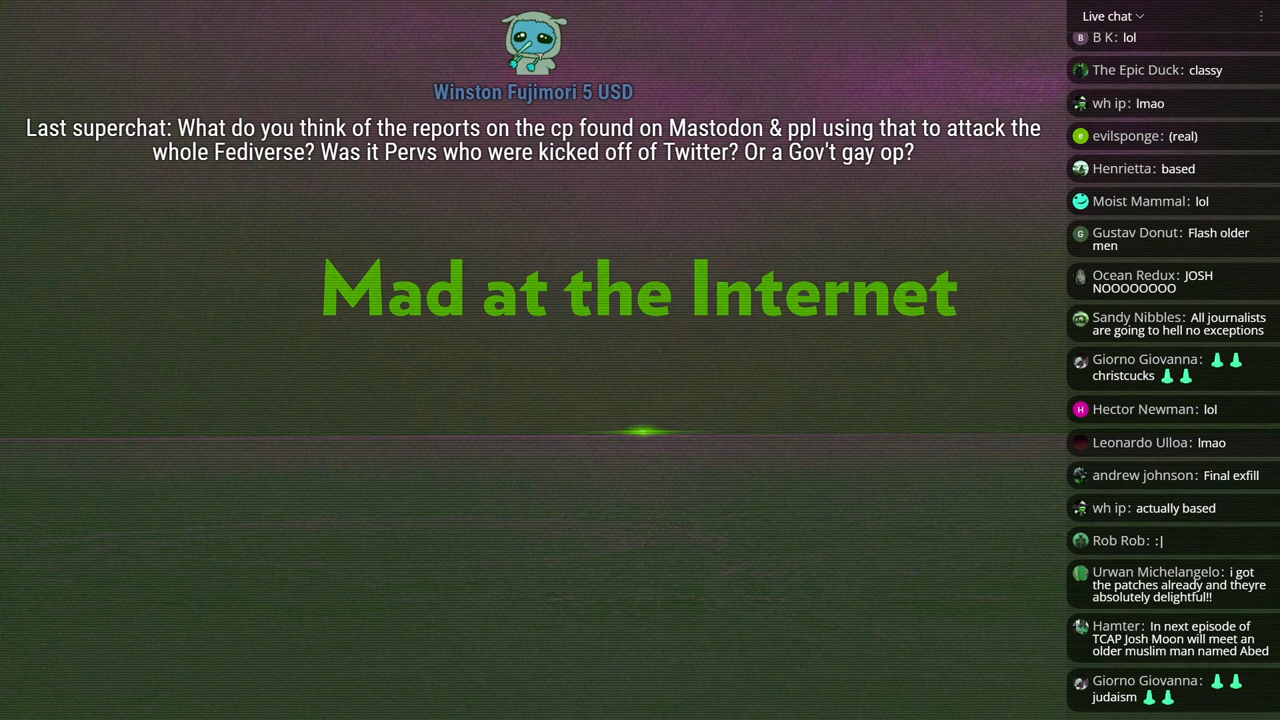 Winston Fujimori 5 USD
Last superchat: What do you think of the reports on the cp found on Mastodon & ppl using that to attack the
whole Fediverse? Was it Pervs who were kicked off of Twitter? Or a Gov't gay op?
Mad at the Internet
Live chat
B B K: lol
The Epic Duck: classy
wh ip: lmao
e evilsponge: (real)
Henrietta: based
Moist Mammal: lol
G Gustav Donut: Flash older
men
Ocean Redux: JOSH
NOOOOOOOO
Sandy Nibbles: All journalists
are going to hell no exceptions
Giorno Giovanna:
christcucks
H Hector Newman: lol
Leonardo Ulloa: lmao
andrew johnson: Final exfill
wh ip: actually based
Rob Rob: :|
Urwan Michelangelo: i got
the patches already and theyre
absolutely delightful!!
Hamter: In next episode of
TCAP Josh Moon will meet an
older muslim man named Abed
Giorno Giovanna:
judaism